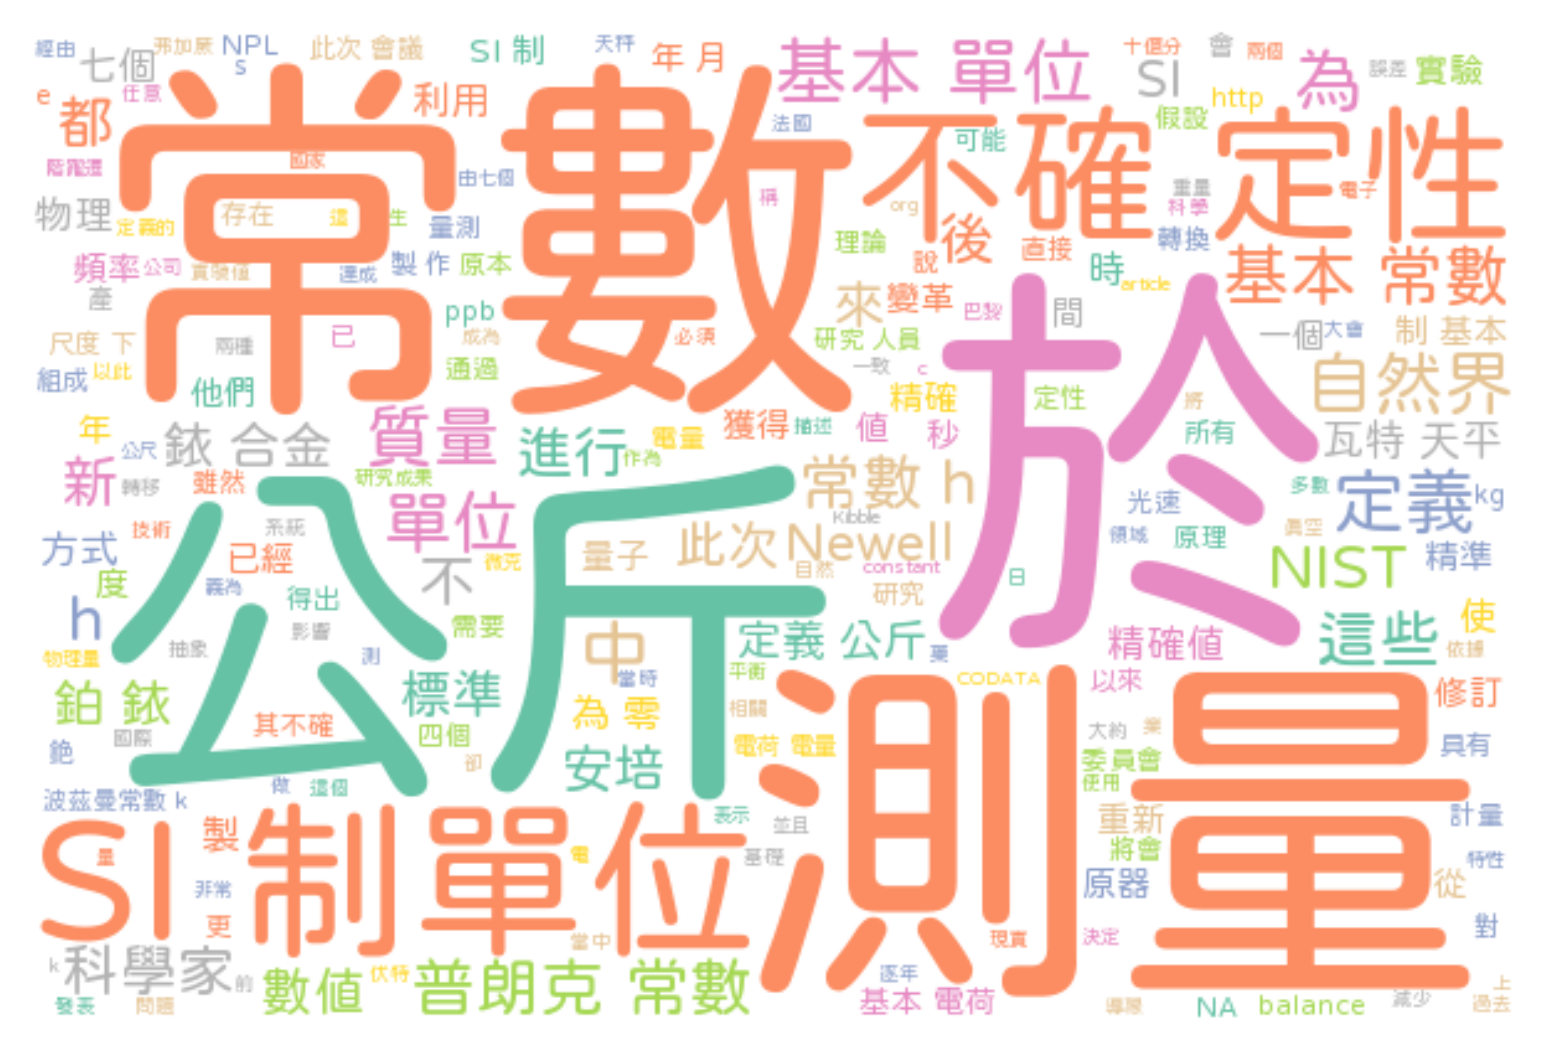 經由
七個
弗加蕨
NPL
s
此次 會議
SI 制
天秤
年 月
基本 單位
十億分
會
兩個
SI
為
誤差
實驗
e
都
任意
利用
常數
法國
不確定性
可能
假設
http
階躍遷
國家
由七個
稱
重量
科學
電子
物理
定義的
存在
這
生
量測
org
後
理論
說
直接
轉換
頻率
公司
實驗值
達成
製 作
原本
時
article
基本 常數
產
ppb
來
變革
巴黎
間
尺度 下
兩種
已
成為
必須
研究 人員
一個
大會
制 基本
組成
以此
他們
通過
一致
c
自然界
年
公尺
銥 合金
質量
進行
作為
電量
獲得
描述
值
精確
秒
定性
將
所有
瓦特 天平
於
新
轉移
雖然
研究成果
單位
常數 h
Kibble
光速
多數
定義
kg
方式
技術
系統
已經
公斤
不
微克
量子
此次
Newell
自然
constant
領域
原理
真空
NIST
精準
度
義為
得出
h
影響
抽象
需要
中
研究
日
定義 公斤
精確值
這些
使
依據
物理量
測
當時
平衡
CODATA
以來
鉑 銥
國際
其不確
標準
四個
為 零
相關
電荷 電量
大約
業
修訂
銫
做
這個
卻
安培
委員會
使用
具有
波茲曼常數 k
測量
表示
並且
重新
計量
SI 制單位
量
製
電
基礎
將會
特性
非常
原器
從
更
當中
現實
決定
對
k
科學家
前
數值
伏特
普朗克 常數
逐年
基本 電荷
發表
問題
導隙
NA
balance
減少
上
過去